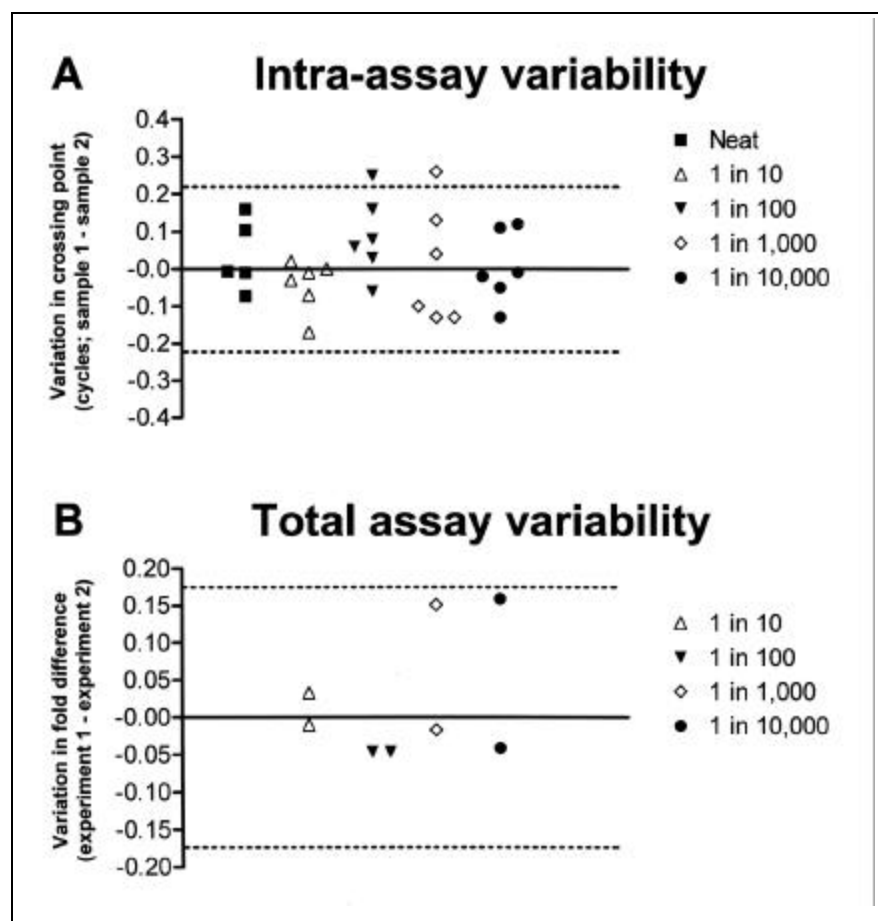 A Intra-assay variability
Variation in crossing point
(cycles; sample 1 - sample 2)
0.4
0.3
0.2
0.1
-0.0
-0.1
-0.2
-0.3
-0.4
Neat
1 in 10
1 in 100
1 in 1,000
1 in 10,000
B Total assay variability
Variation in fold difference
(experiment 1 - experiment 2)
0.20
0.15
0.10
0.05
-0.00
-0.05
-0.10
-0.15
-0.20
1 in 10
1 in 100
1 in 1,000
1 in 10,000